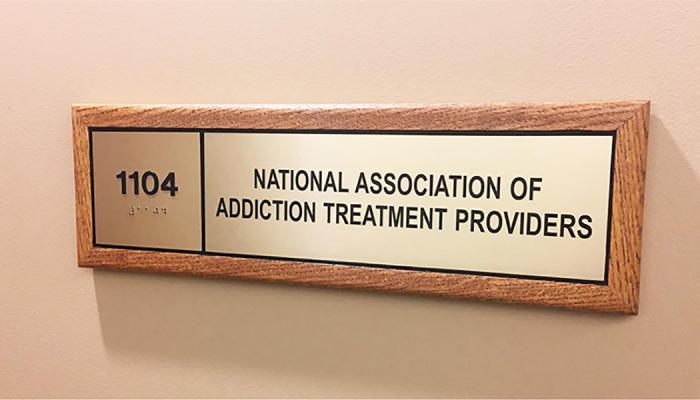 1104
NATIONAL ASSOCIATION OF
ADDICTION TREATMENT PROVIDERS